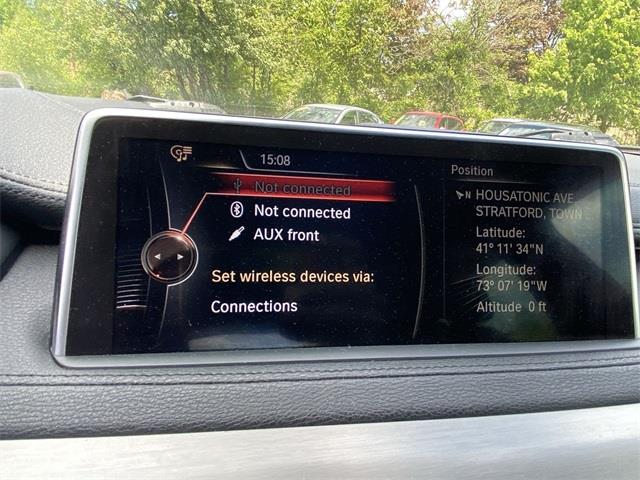 15:08
Not connected
Not connected
AUX front
Set wireless devices via:
Connections
Position
N HOUSATONIC AVE
STRATFORD, TOWN
Latitude:
41° 11' 34"N
Longitude:
73° 07' 19"W
Altitude 0 ft